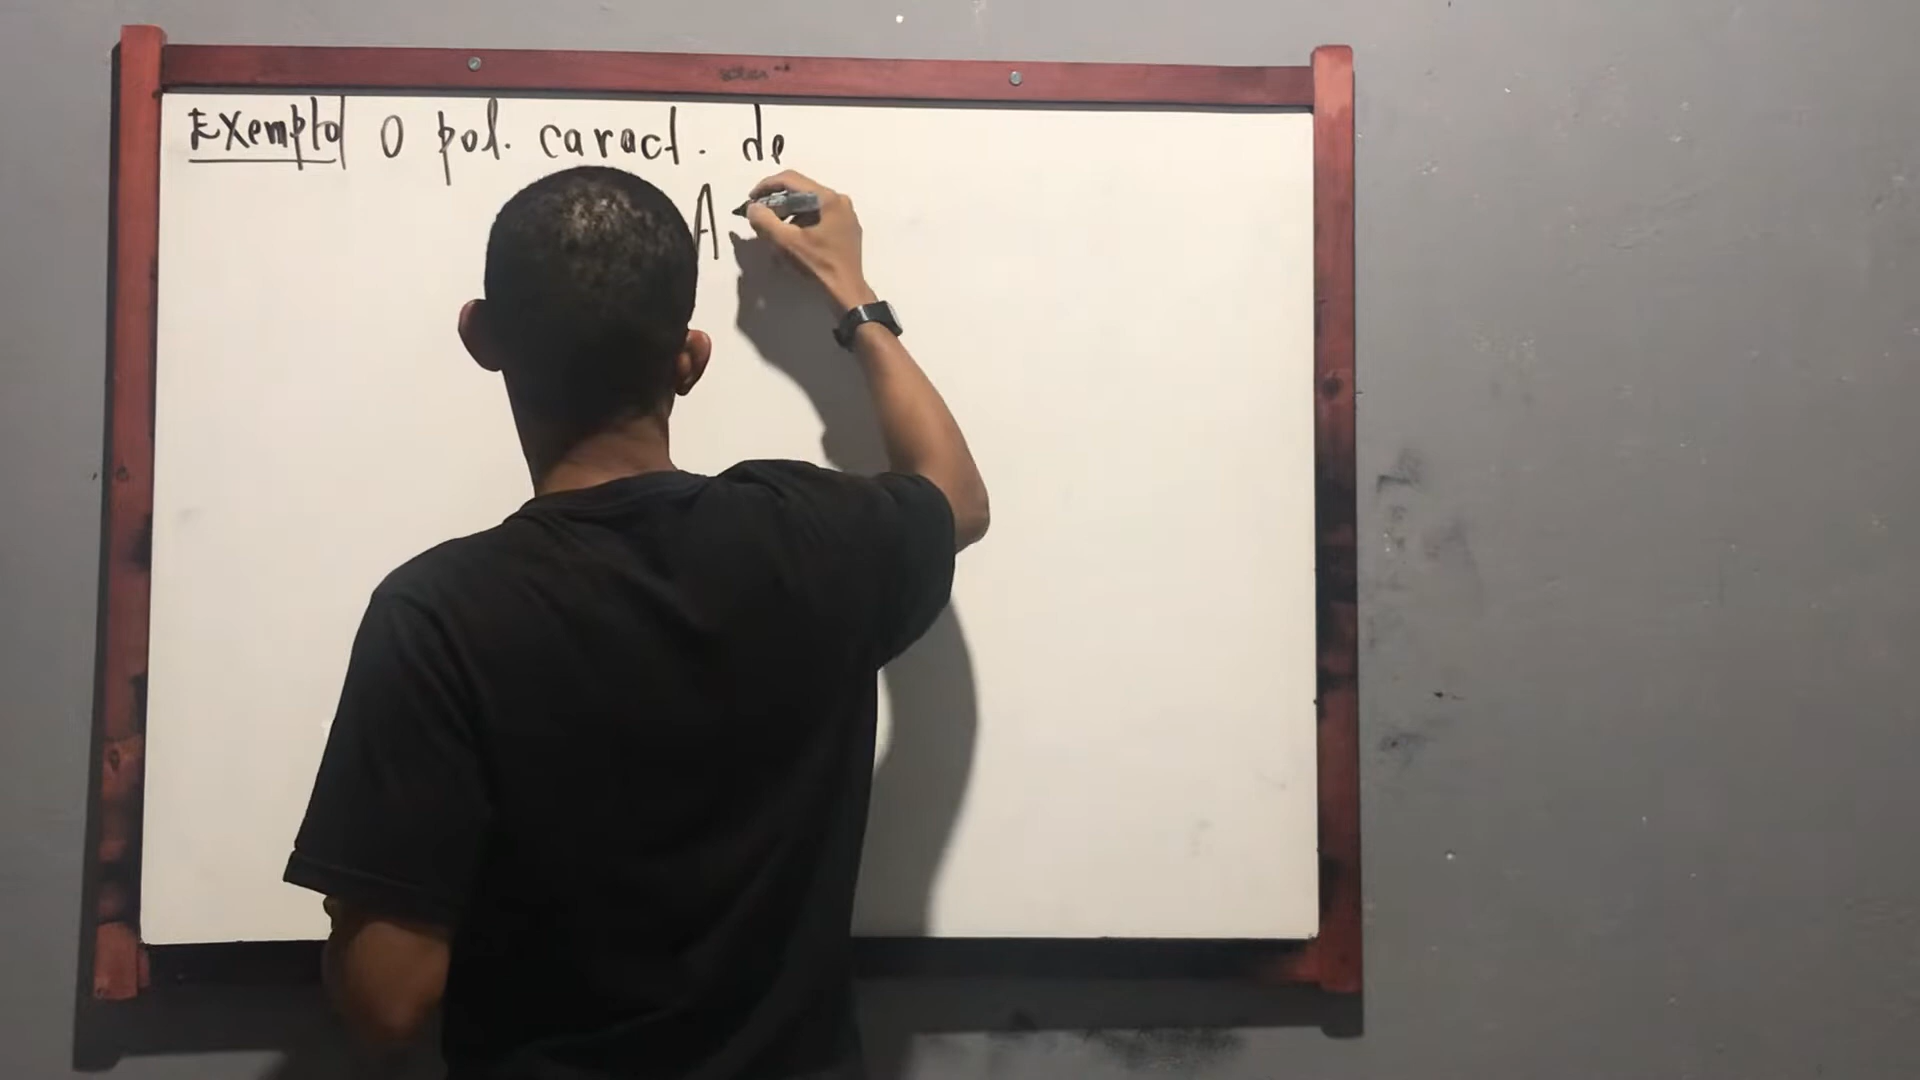 Exemplo O pol. caract. de
A